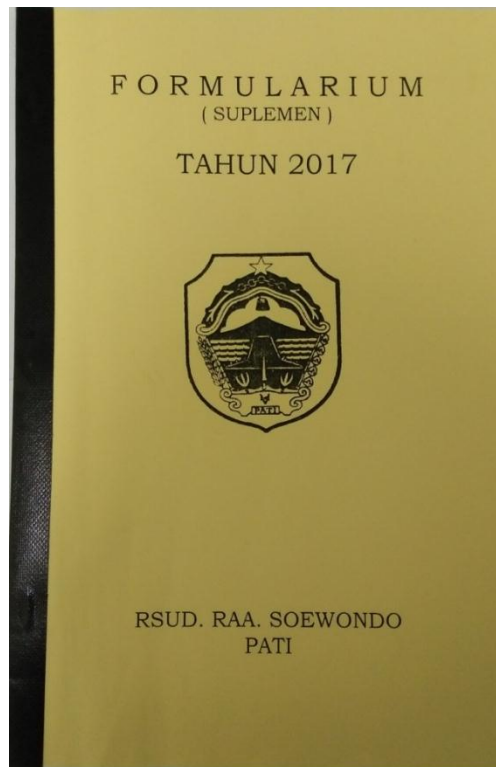 FORMULARIUM
( SUPLEMEN )
TAHUN 2017
PATI
RSUD. RAA. SOEWONDO
PATI